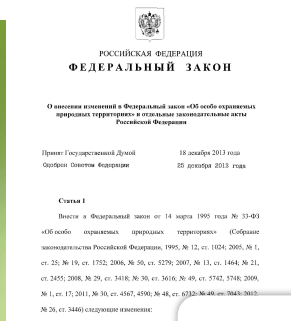 РОССИЙСКАЯ ФЕДЕРАЦИЯ
ФЕДЕРАЛЬНЫЙ ЗАКОН
О внесении изменений в Федеральный закон «Об особо охраняемых
природных территориях» и отдельные законодательные акты
Российской Федерации
Принят Государственной Думой 18 декабря 2013 года
Одобрен Советом Федерации 25 декабря 2013 года
Статья 1
Внести в Федеральный закон от 14 марта 1995 года № 33-ФЗ
«Об особо охраняемых природных территориях» (Собрание
законодательства Российской Федерации, 1995, № 12, ст. 1024; 2005, № 1,
ст. 25; № 19, ст. 1752; 2006, № 50, ст. 5279; 2007, № 13, ст. 1464; № 21,
ст. 2455; 2008, № 29, ст. 3418; № 30, ст. 3616; № 49, ст. 5742, 5748; 2009,
№ 1, ст. 17; 2011, № 30, ст. 4567, 4590; № 48, ст. 6732; № 49, ст. 7043; 2012,
№ 26, ст. 3446) следующие изменения: